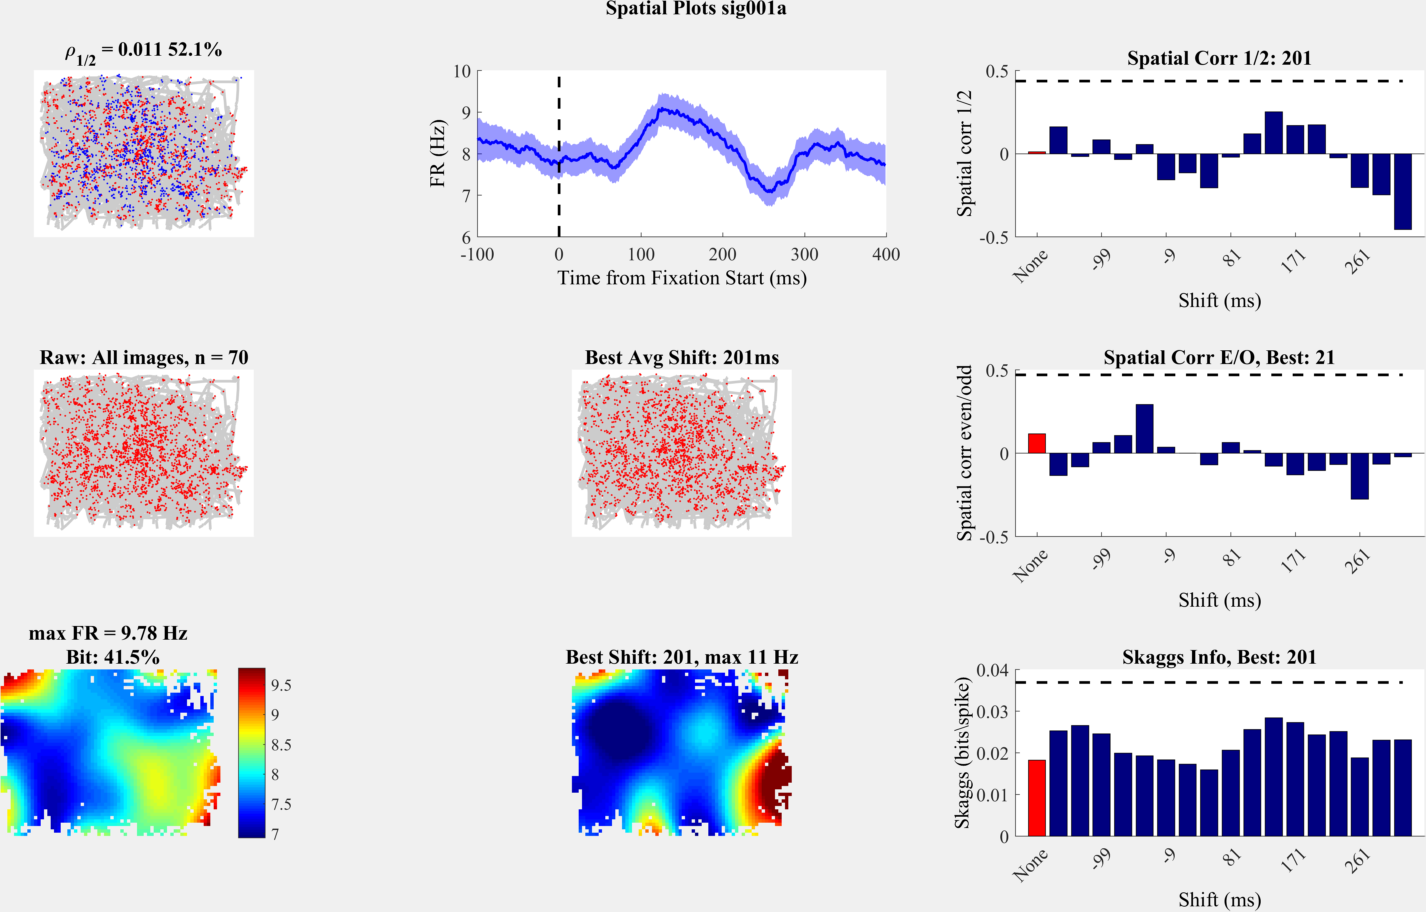 Spatial Plots sig001a
ρ1/2 = 0.011 52.1%
10
9
8
7
6
FR (Hz)
-100 0 100 200 300 400
Time from Fixation Start (ms)
Spatial Corr 1/2: 201
0.5
0
-0.5
Spatial corr 1/2
None -99 -9 81 171 261
Shift (ms)
Raw: All images, n = 70
Best Avg Shift: 201ms
Spatial Corr E/O, Best: 21
0.5
0
-0.5
Spatial corr even/odd
None -99 -9 81 171 261
Shift (ms)
max FR = 9.78 Hz
Bit: 41.5%
9.5
9
8.5
8
7.5
7
Best Shift: 201, max 11 Hz
Skaggs Info, Best: 201
0.04
0.03
0.02
0.01
0
Skaggs (bits\spike)
None -99 -9 81 171 261
Shift (ms)